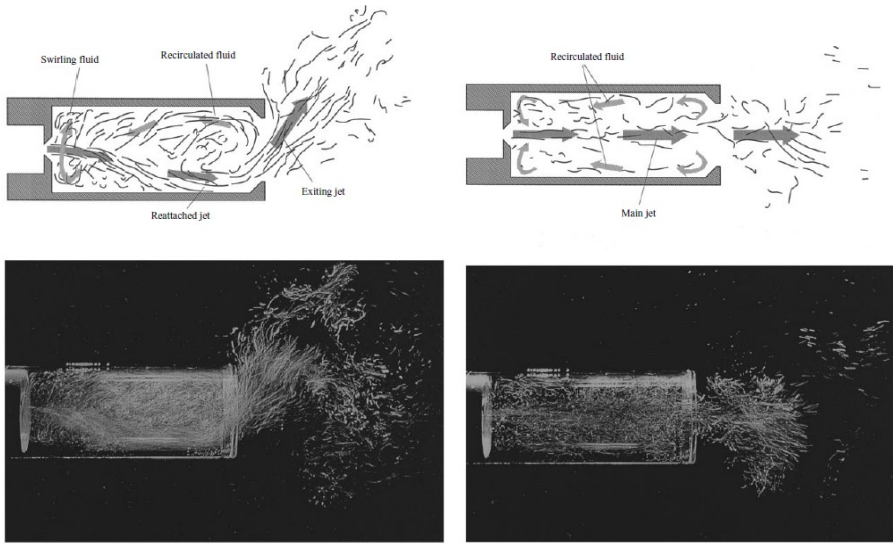 Swirling fluid
Recirculated fluid
Exiting jet
Reattached jet
Recirculated fluid
Main jet